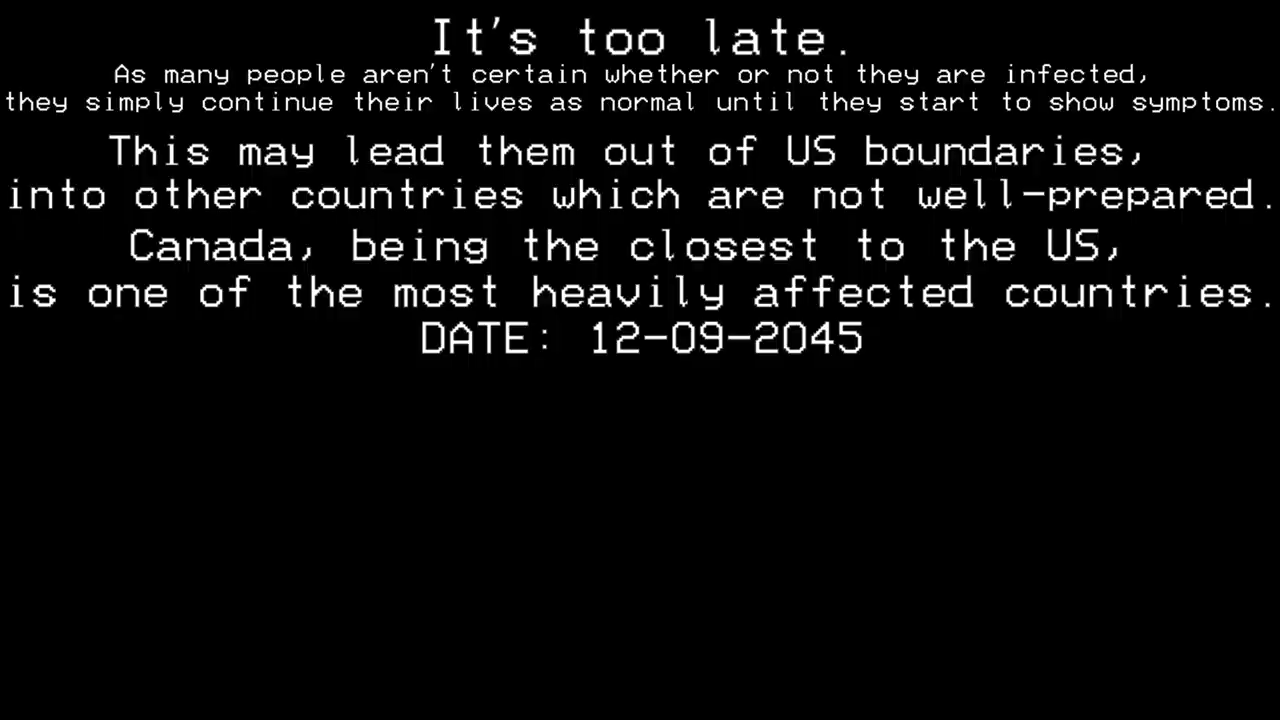 It's too late.
As many people aren't certain whether or not they are infected,
they simply continue their lives as normal until they start to show symptoms.
This may lead them out of US boundaries,
into other countries which are not well-prepared.
Canada, being the closest to the US,
is one of the most heavily affected countries.
DATE: 12-09-2045